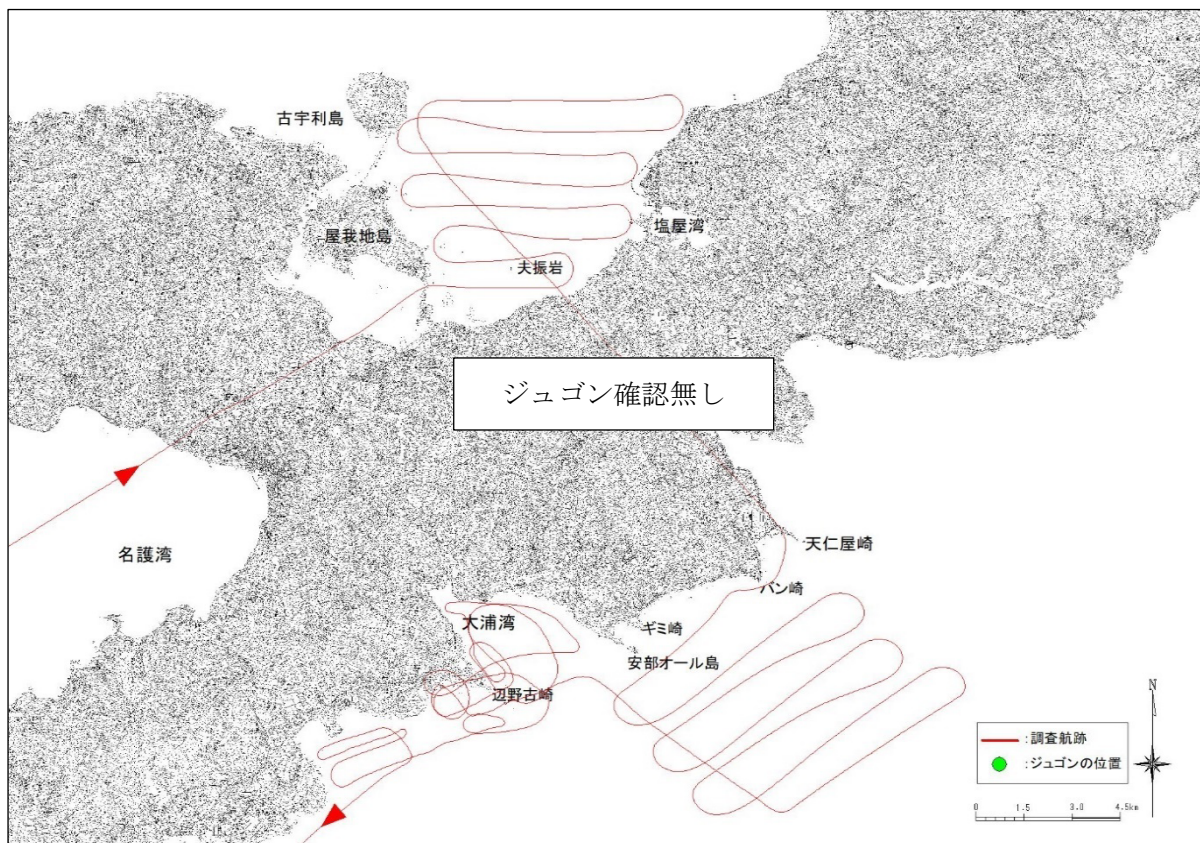 古宇利島
屋我地島
塩屋湾
夫振岩
ジュゴン確認無し
名護湾
天仁屋崎
バン崎
大浦湾
ギミ崎
安部オール島
辺野古崎
N
:調査航跡
:ジュゴンの位置
0 1.5 3.0 4.5km